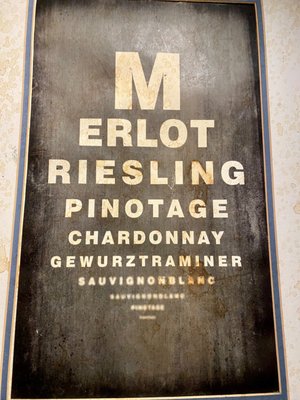 M
ERLOT
RIESLING
PINOTAGE
CHARDONNAY
GEWURZTRAMINER
SAUVIGNONBLANC
SAUVIGNONBLANC
PINOTAGE